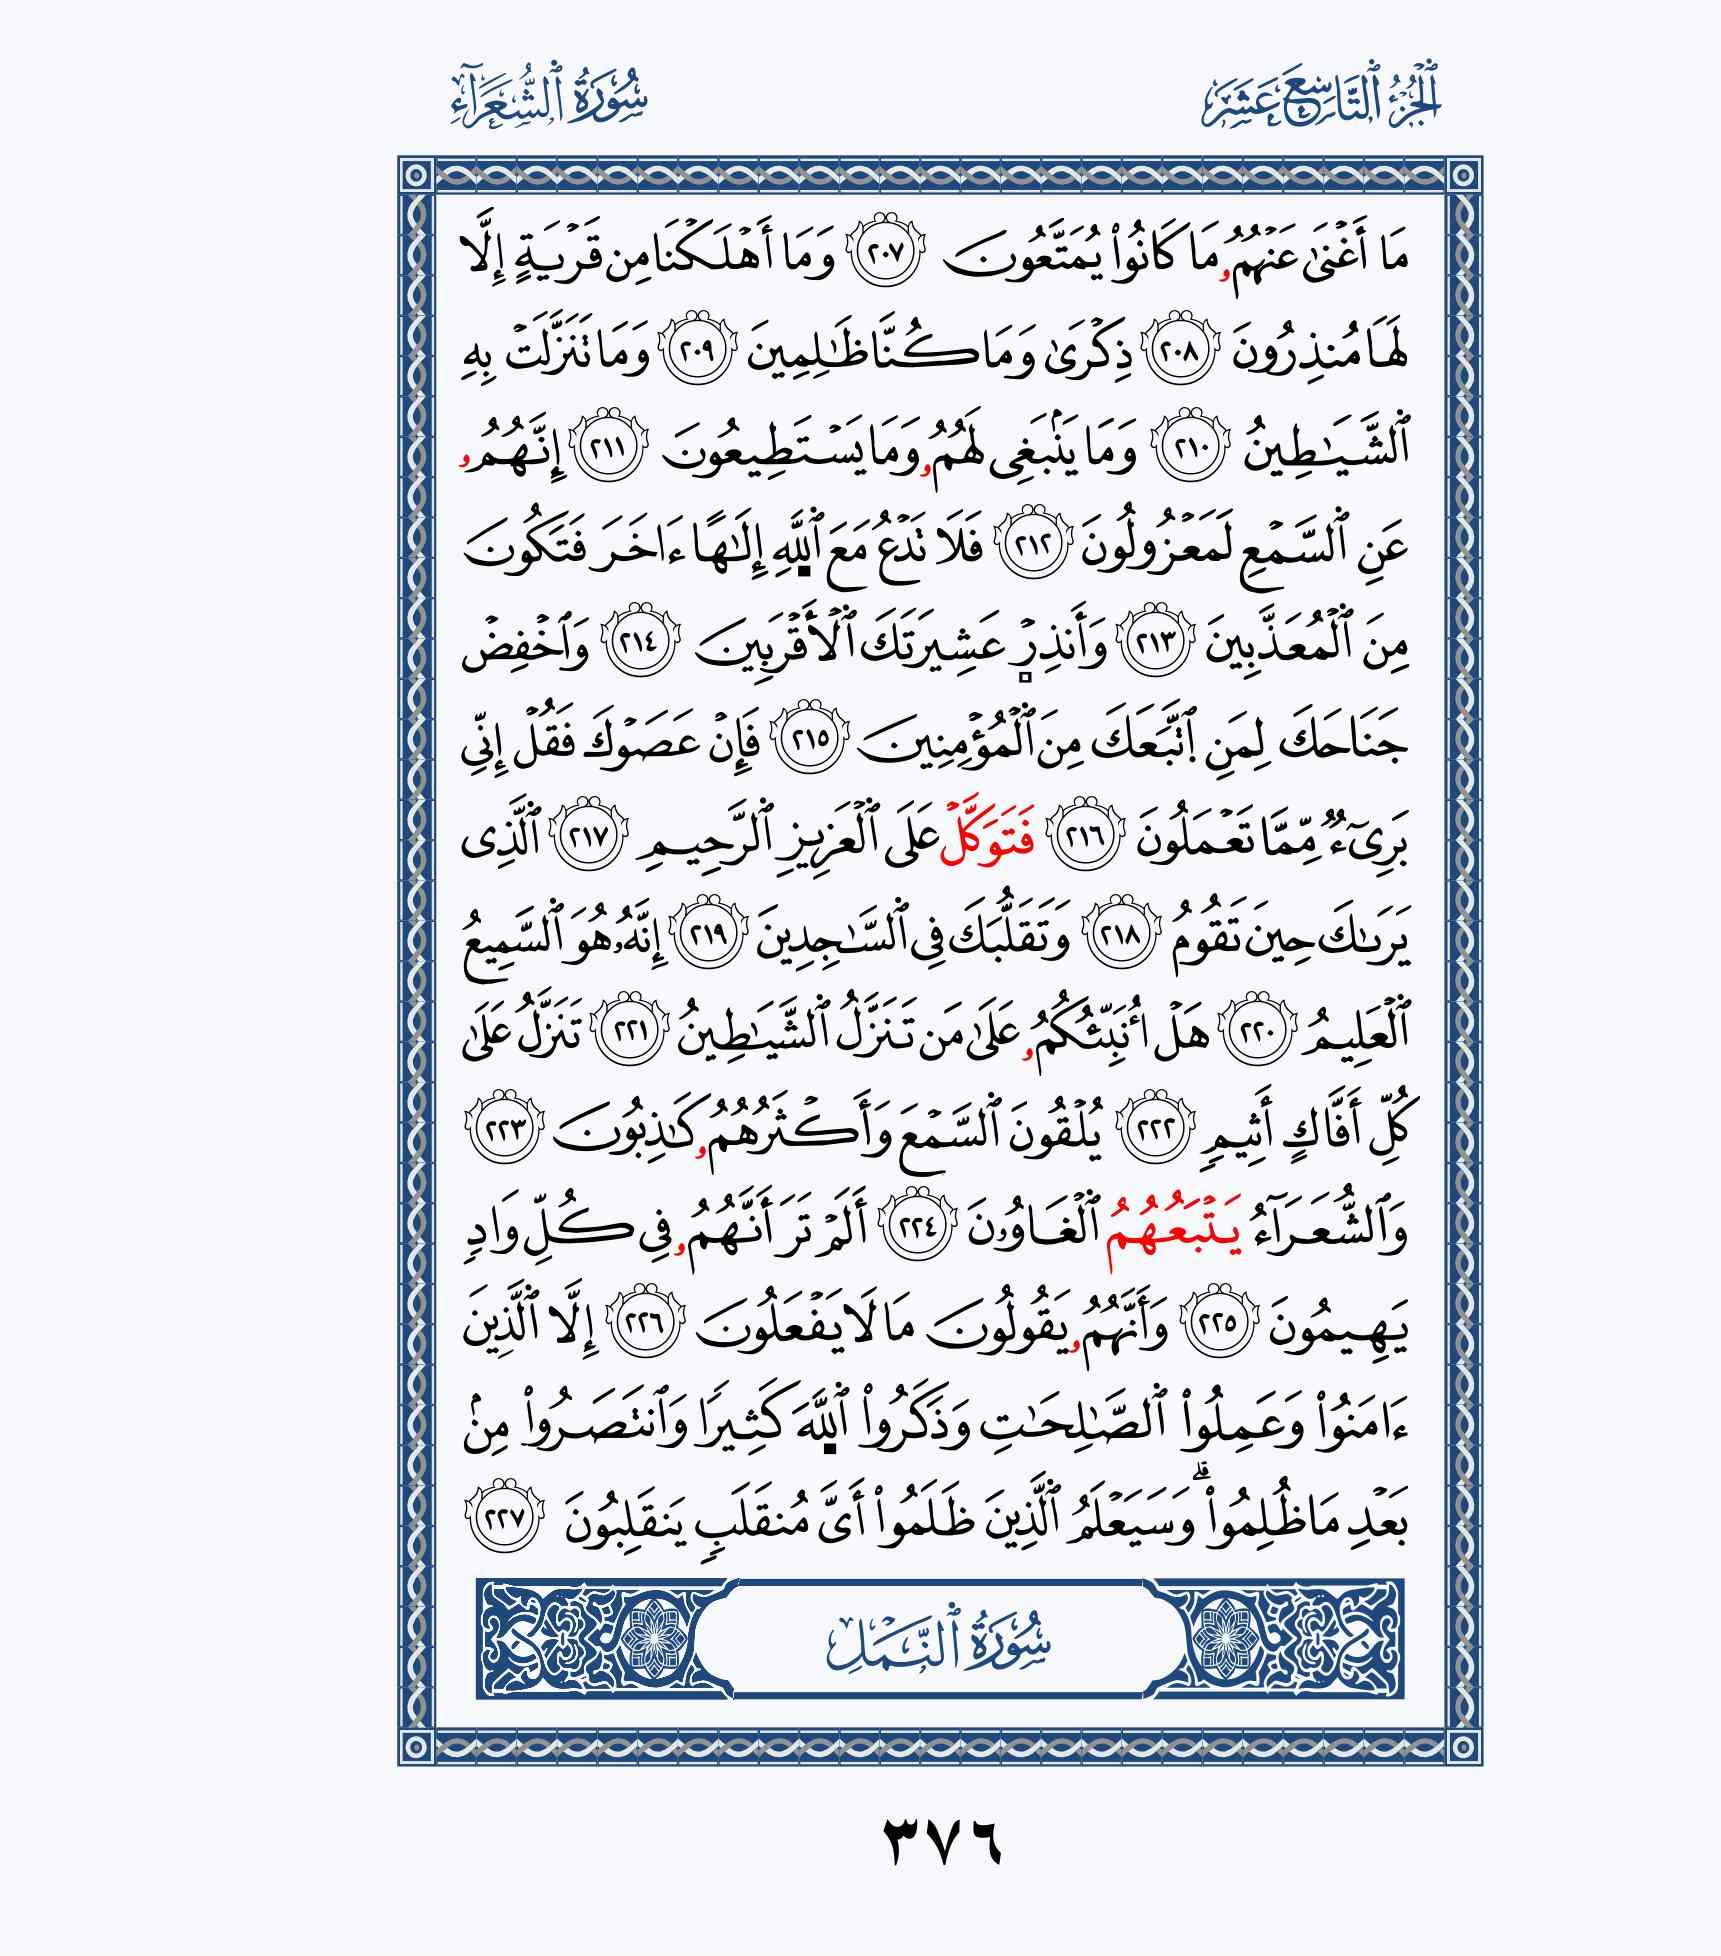 الجُزْءُ ٱلتَّاسِعَ عَشَرَ
سُورَةُ ٱلشُّعَرَآءِ
مَا أَغْنَىٰ عَنْهُمُۥ مَا كَانُوا۟ يُمَتَّعُونَ ٢٠٧ وَمَا أَهْلَكْنَا مِن قَرْيَةٍ إِلَّا
لَهَا مُنذِرُونَ ٢٠٨ ذِكْرَىٰ وَمَا كُنَّا ظَٰلِمِينَ ٢٠٩ وَمَا تَنَزَّلَتْ بِهِ
ٱلشَّيَٰطِينُ ٢١٠ وَمَا يَنۢبَغِى لَهُمُۥ وَمَا يَسْتَطِيعُونَ ٢١١ إِنَّهُمُۥ
عَنِ ٱلسَّمْعِ لَمَعْزُولُونَ ٢١٢ فَلَا تَدْعُ مَعَ ٱللَّهِ إِلَٰهًا ءَاخَرَ فَتَكُونَ
مِنَ ٱلْمُعَذَّبِينَ ٢١٣ وَأَنذِرْ عَشِيرَتَكَ ٱلْأَقْرَبِينَ ٢١٤ وَٱخْفِضْ
جَنَاحَكَ لِمَنِ ٱتَّبَعَكَ مِنَ ٱلْمُؤْمِنِينَ ٢١٥ فَإِنْ عَصَوْكَ فَقُلْ إِنِّى
بَرِىٓءٌ مِّمَّا تَعْمَلُونَ ٢١٦ فَتَوَكَّلْ عَلَى ٱلْعَزِيزِ ٱلرَّحِيمِ ٢١٧ ٱلَّذِى
يَرَىٰكَ حِينَ تَقُومُ ٢١٨ وَتَقَلُّبَكَ فِى ٱلسَّٰجِدِينَ ٢١٩ إِنَّهُۥ هُوَ ٱلسَّمِيعُ
ٱلْعَلِيمُ ٢٢٠ هَلْ اُنَبِّئُكُمُۥ عَلَىٰ مَن تَنَزَّلُ ٱلشَّيَٰطِينُ ٢٢١ تَنَزَّلُ عَلَىٰ
كُلِّ أَفَّاكٍ أَثِيمٍ ٢٢٢ يُلْقُونَ ٱلسَّمْعَ وَأَكْثَرُهُمُۥ كَٰذِبُونَ ٢٢٣
وَٱلشُّعَرَآءُ يَتْبَعُهُمُ ٱلْغَاوُۥنَ ٢٢٤ أَلَمْ تَرَ أَنَّهُمُۥ فِى كُلِّ وَادٍ
يَهِيمُونَ ٢٢٥ وَأَنَّهُمُۥ يَقُولُونَ مَا لَا يَفْعَلُونَ ٢٢٦ إِلَّا ٱلَّذِينَ
ءَامَنُوا۟ وَعَمِلُوا۟ ٱلصَّٰلِحَٰتِ وَذَكَرُوا۟ ٱللَّهَ كَثِيرًا وَٱنتَصَرُوا۟ مِنۢ
بَعْدِ مَا ظُلِمُوا۟ ۗ وَسَيَعْلَمُ ٱلَّذِينَ ظَلَمُوا۟ أَىَّ مُنقَلَبٍ يَنقَلِبُونَ ٢٢٧
سُورَةُ ٱلنَّمْلِ
٣٧٦